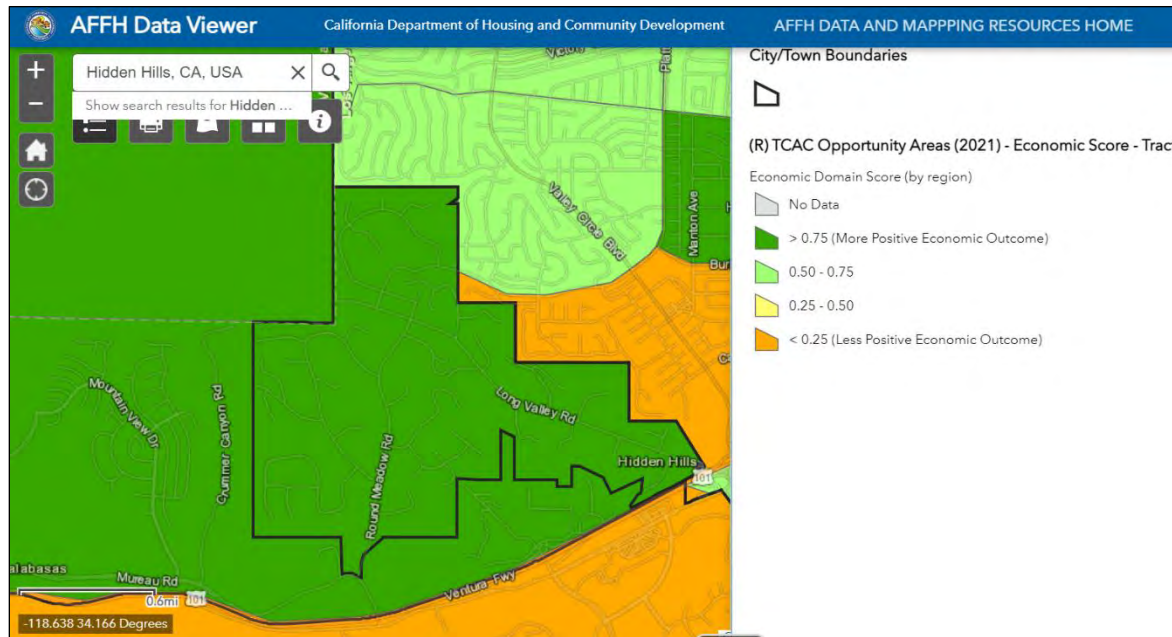 AFFH Data Viewer
California Department of Housing and Community Development
AFFH DATA AND MAPPPING RESOURCES HOME
Hidden Hills, CA, USA
Show search results for Hidden ...
Valley Circle Blvd
Manton Ave
Long Valley Rd
Hidden Hills
101
Mountain View Dr
Crummer Canyon Rd
Round Meadow Rd
alabasas
Mureau Rd
Ventura Fwy
0.6mi
101
-118.638 34.166 Degrees
City/Town Boundaries
(R) TCAC Opportunity Areas (2021) - Economic Score - Trac
Economic Domain Score (by region)
No Data
> 0.75 (More Positive Economic Outcome)
0.50 - 0.75
0.25 - 0.50
< 0.25 (Less Positive Economic Outcome)